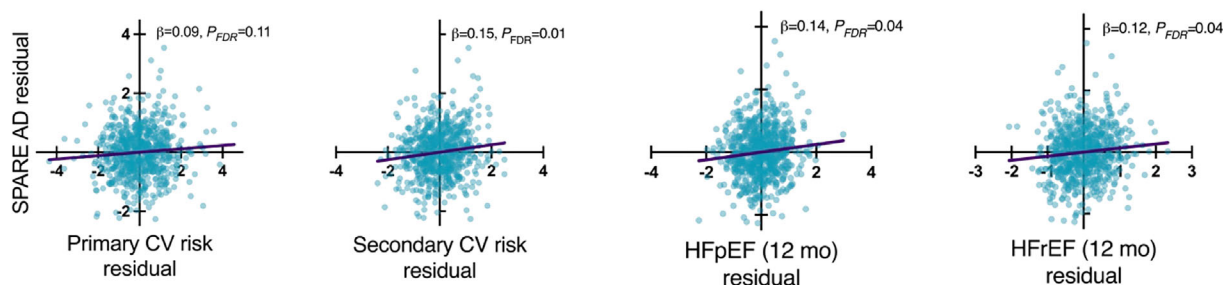 SPARE AD residual
4
2
-4
-2
2
4
-2
β=0.09, PFDR=0.11
Primary CV risk
residual
-4
-2
2
4
β=0.15, PFDR=0.01
Secondary CV risk
residual
-4
-2
2
4
β=0.14, PFDR=0.04
HFpEF (12 mo)
residual
-3
-2
-1
1
2
3
β=0.12, PFDR=0.04
HFrEF (12 mo)
residual